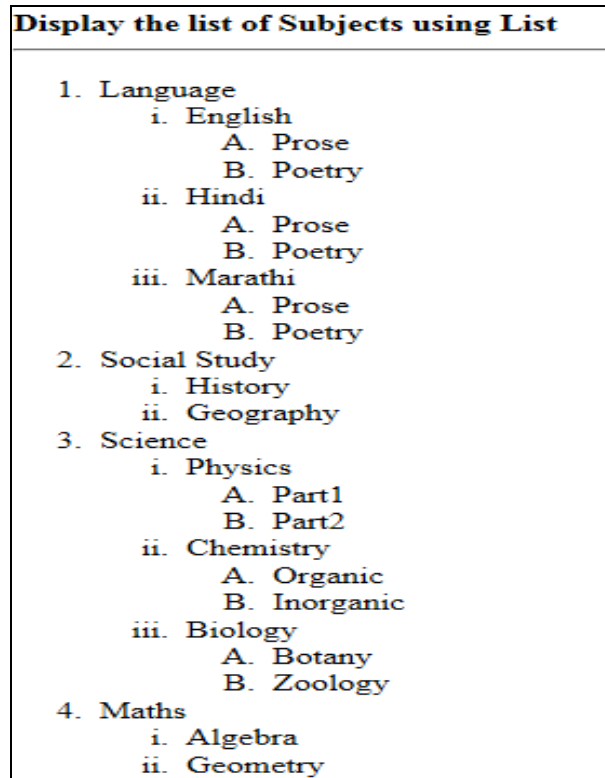 Display the list of Subjects using List
1. Language
i. English
A. Prose
B. Poetry
ii. Hindi
A. Prose
B. Poetry
iii. Marathi
A. Prose
B. Poetry
2. Social Study
i. History
ii. Geography
3. Science
i. Physics
A. Part1
B. Part2
ii. Chemistry
A. Organic
B. Inorganic
iii. Biology
A. Botany
B. Zoology
4. Maths
i. Algebra
ii. Geometry